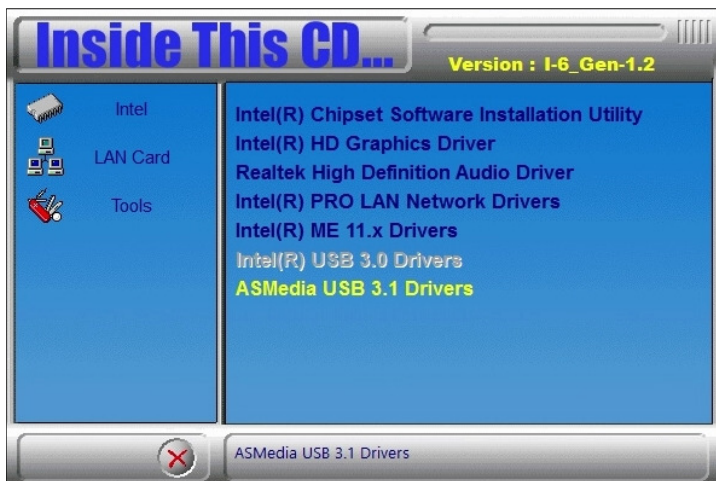 Inside This CD...
Version : I-6_Gen-1.2
Intel
LAN Card
Tools
Intel(R) Chipset Software Installation Utility
Intel(R) HD Graphics Driver
Realtek High Definition Audio Driver
Intel(R) PRO LAN Network Drivers
Intel(R) ME 11.x Drivers
Intel(R) USB 3.0 Drivers
ASMedia USB 3.1 Drivers
ASMedia USB 3.1 Drivers